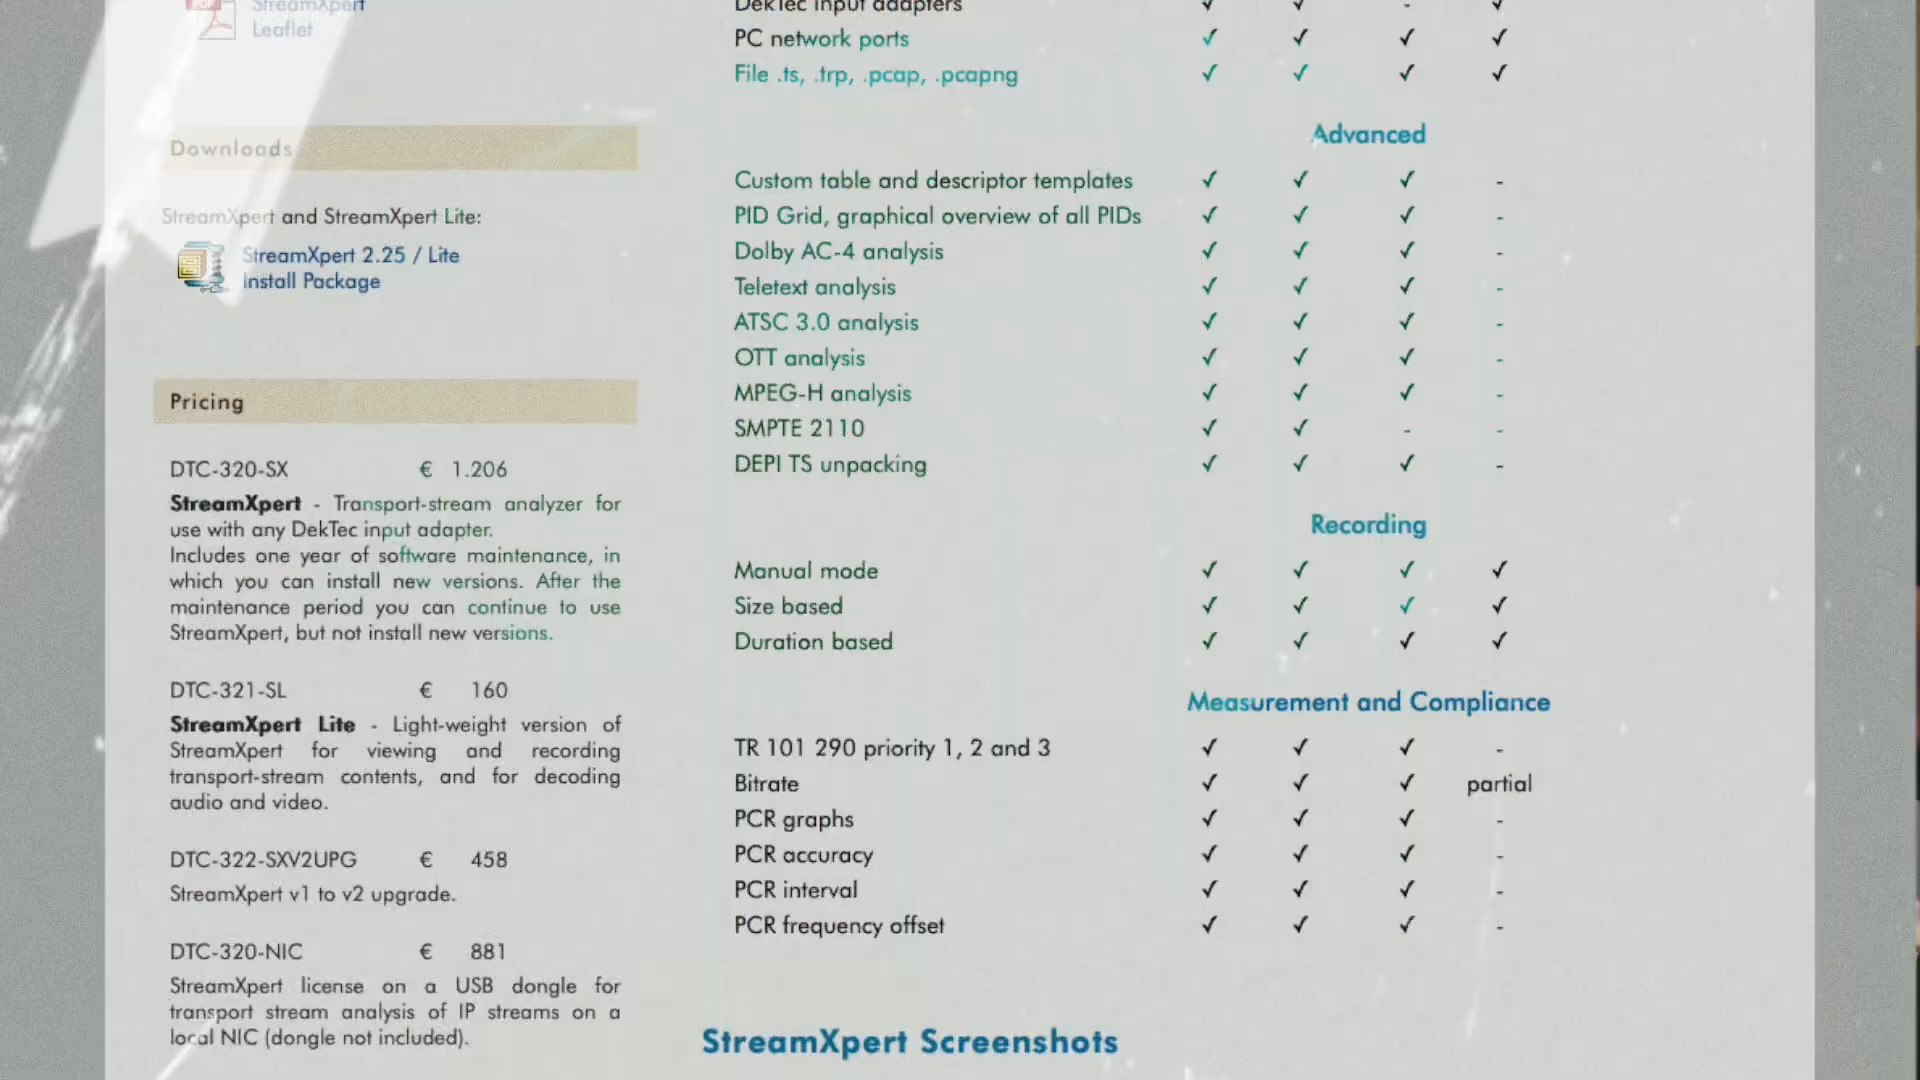 StreamXpert
Leaflet
Downloads
StreamXpert and StreamXpert Lite:
StreamXpert 2.25 / Lite
Install Package
Pricing
DTC-320-SX € 1.206
StreamXpert - Transport-stream analyzer for
use with any DekTec input adapter.
Includes one year of software maintenance, in
which you can install new versions. After the
maintenance period you can continue to use
StreamXpert, but not install new versions.
DTC-321-SL € 160
StreamXpert Lite - Light-weight version of
StreamXpert for viewing and recording
transport-stream contents, and for decoding
audio and video.
DTC-322-SXV2UPG € 458
StreamXpert v1 to v2 upgrade.
DTC-320-NIC € 881
StreamXpert license on a USB dongle for
transport stream analysis of IP streams on a
local NIC (dongle not included).
DekTec input adapters ✓ ✓ - ✓
PC network ports ✓ ✓ ✓ ✓
File .ts, .trp, .pcap, .pcapng ✓ ✓ ✓ ✓
Advanced
Custom table and descriptor templates ✓ ✓ ✓ -
PID Grid, graphical overview of all PIDs ✓ ✓ ✓ -
Dolby AC-4 analysis ✓ ✓ ✓ -
Teletext analysis ✓ ✓ ✓ -
ATSC 3.0 analysis ✓ ✓ ✓ -
OTT analysis ✓ ✓ ✓ -
MPEG-H analysis ✓ ✓ ✓ -
SMPTE 2110 ✓ ✓ - -
DEPI TS unpacking ✓ ✓ ✓ -
Recording
Manual mode ✓ ✓ ✓ ✓
Size based ✓ ✓ ✓ ✓
Duration based ✓ ✓ ✓ ✓
Measurement and Compliance
TR 101 290 priority 1, 2 and 3 ✓ ✓ ✓ -
Bitrate ✓ ✓ ✓ partial
PCR graphs ✓ ✓ ✓ -
PCR accuracy ✓ ✓ ✓ -
PCR interval ✓ ✓ ✓ -
PCR frequency offset ✓ ✓ ✓ -
StreamXpert Screenshots